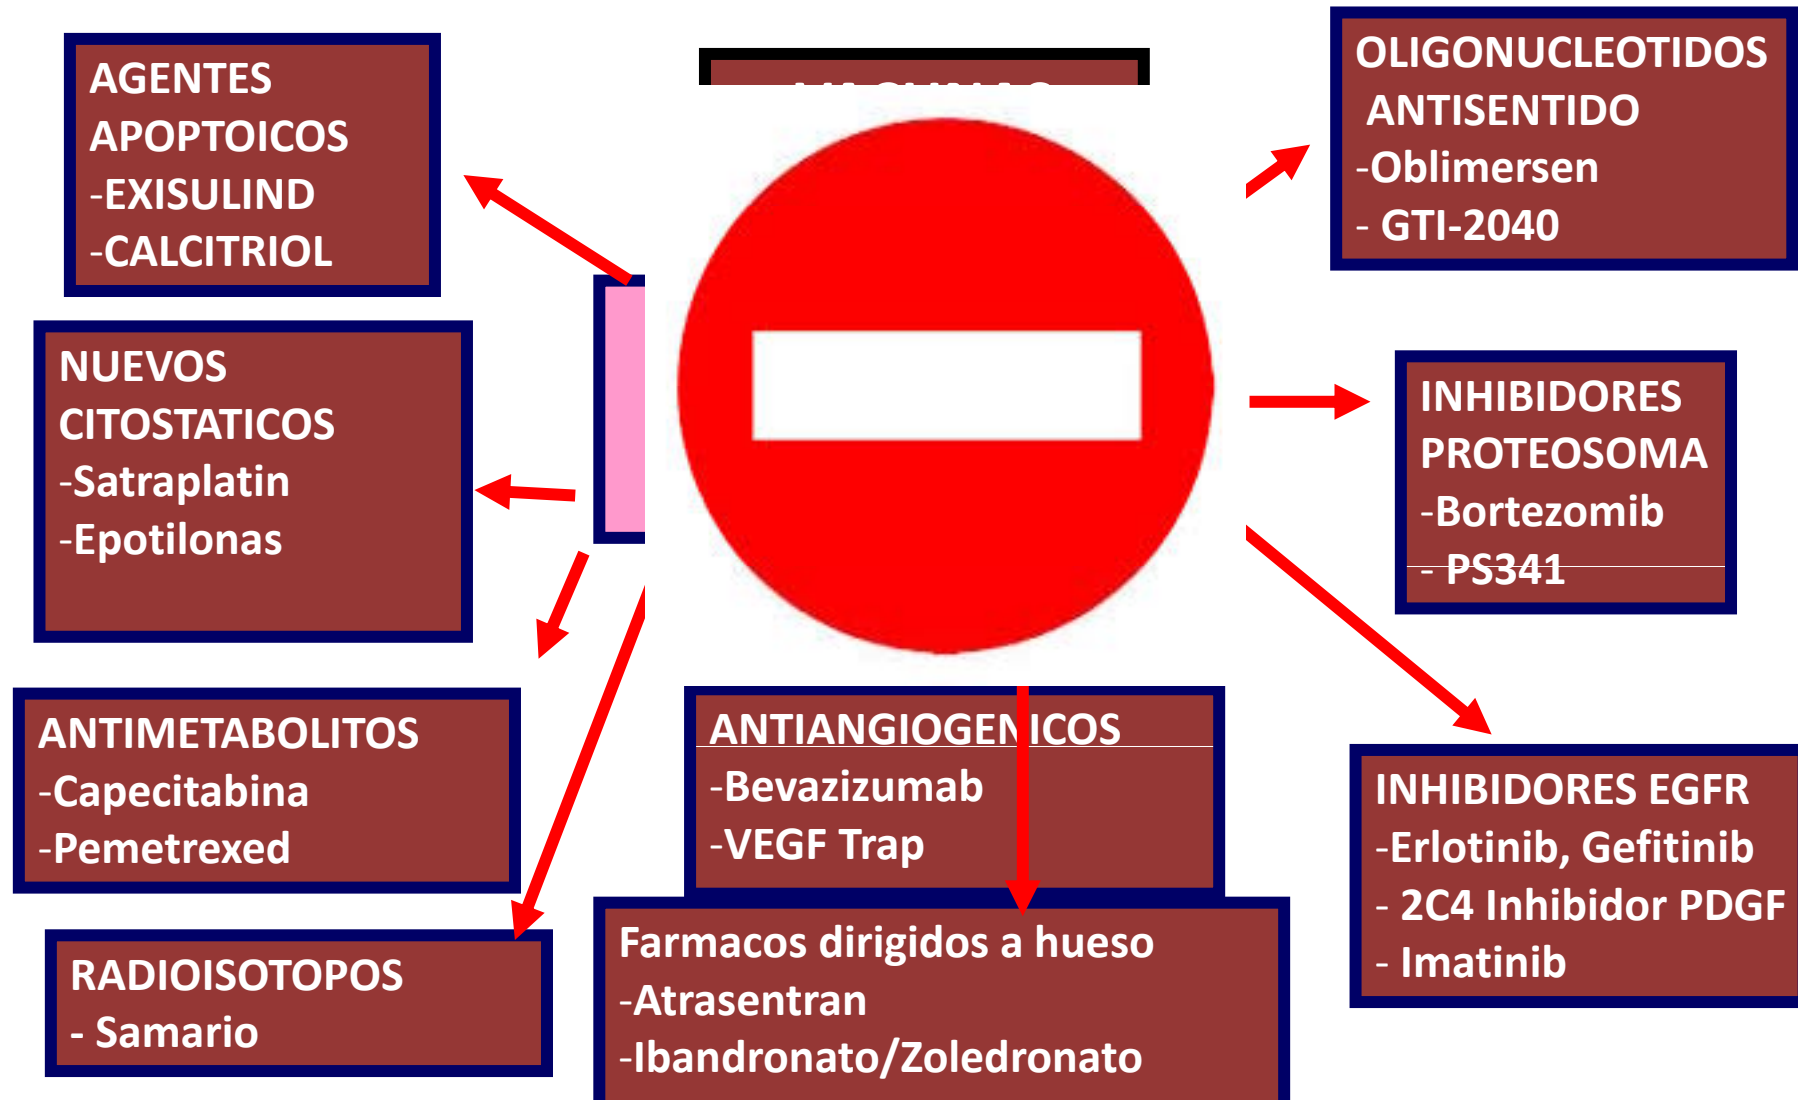 AGENTES
APOPTOICOS
-EXISULIND
-CALCITRIOL
OLIGONUCLEOTIDOS
ANTISENTIDO
-Oblimersen
- GTI-2040
NUEVOS
CITOSTATICOS
-Satraplatin
-Epotilonas
INHIBIDORES
PROTEOSOMA
-Bortezomib
- PS341
ANTIMETABOLITOS
-Capecitabina
-Pemetrexed
ANTIANGIOGENICOS
-Bevazizumab
-VEGF Trap
INHIBIDORES EGFR
-Erlotinib, Gefitinib
- 2C4 Inhibidor PDGF
- Imatinib
RADIOISOTOPOS
- Samario
Farmacos dirigidos a hueso
-Atrasentran
-Ibandronato/Zoledronato